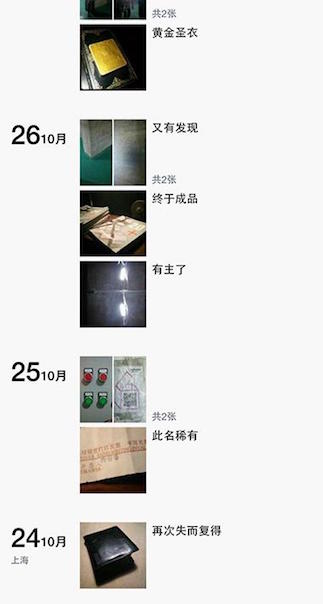 共2张
黄金圣衣
26 10月
又有发现
共2张
终于成品
有主了
25 10月
共2张
此名稀有
24 10月
再次失而复得
上海